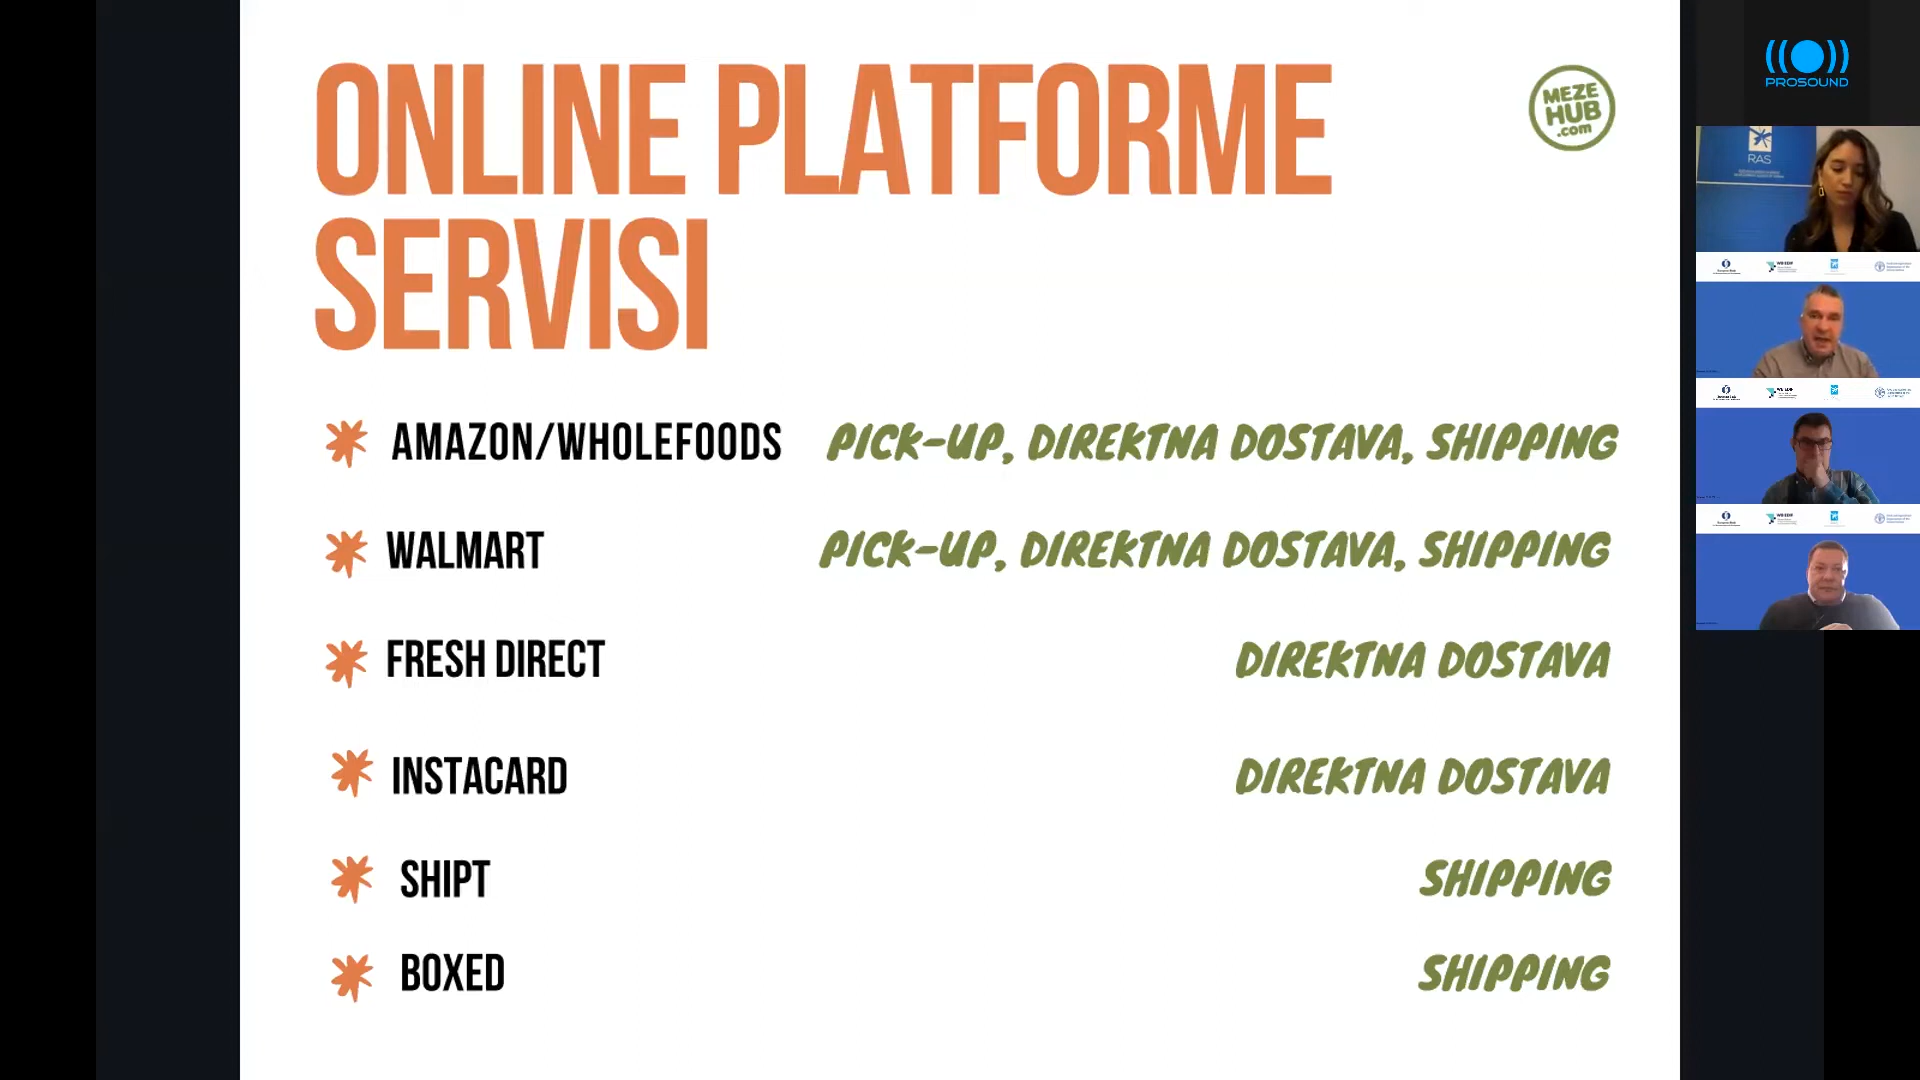 ONLINE PLATFORME
SERVISI
MEZE
HUB
.com
AMAZON/WHOLEFOODS PICK-UP, DIREKTNA DOSTAVA, SHIPPING
WALMART PICK-UP, DIREKTNA DOSTAVA, SHIPPING
FRESH DIRECT DIREKTNA DOSTAVA
INSTACARD DIREKTNA DOSTAVA
SHIPT SHIPPING
BOXED SHIPPING
PROSOUND
RAS